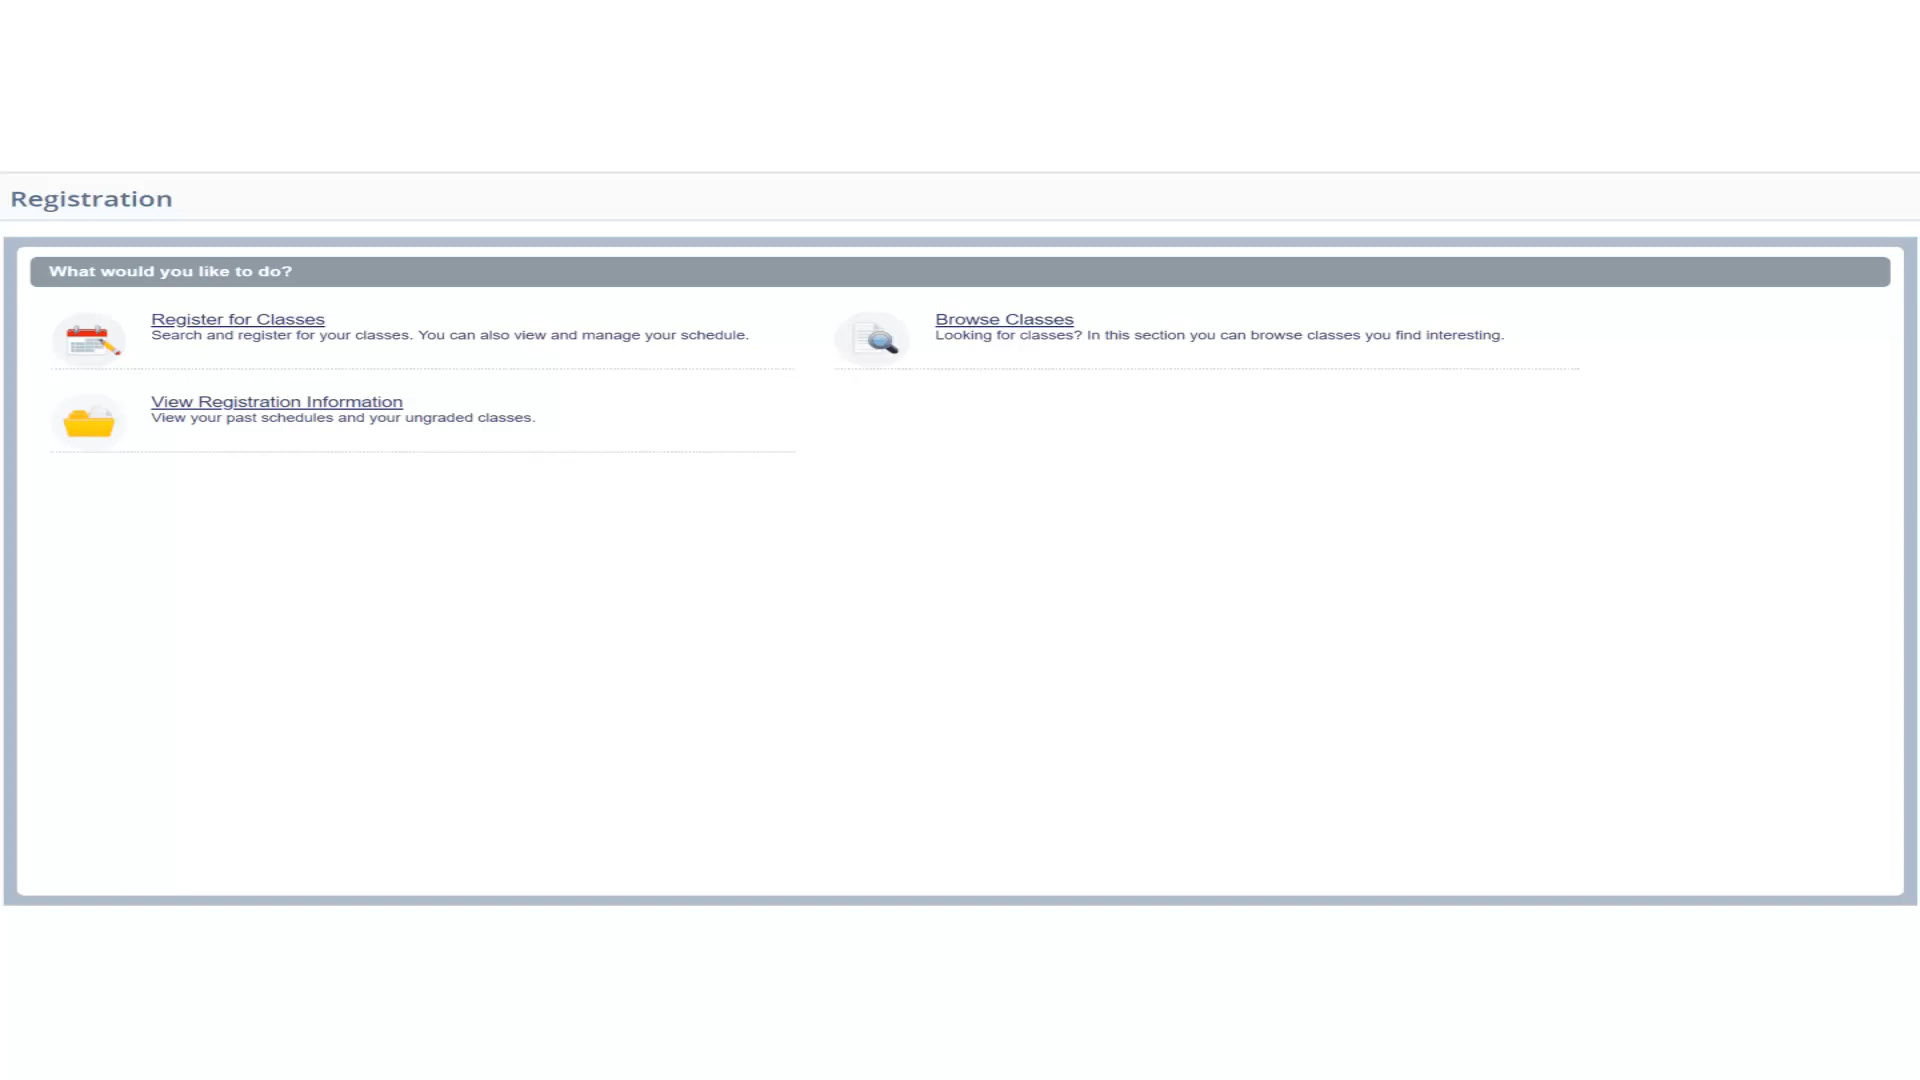 Registration
What would you like to do?
Register for Classes
Search and register for your classes. You can also view and manage your schedule.
Browse Classes
Looking for classes? In this section you can browse classes you find interesting.
View Registration Information
View your past schedules and your ungraded classes.